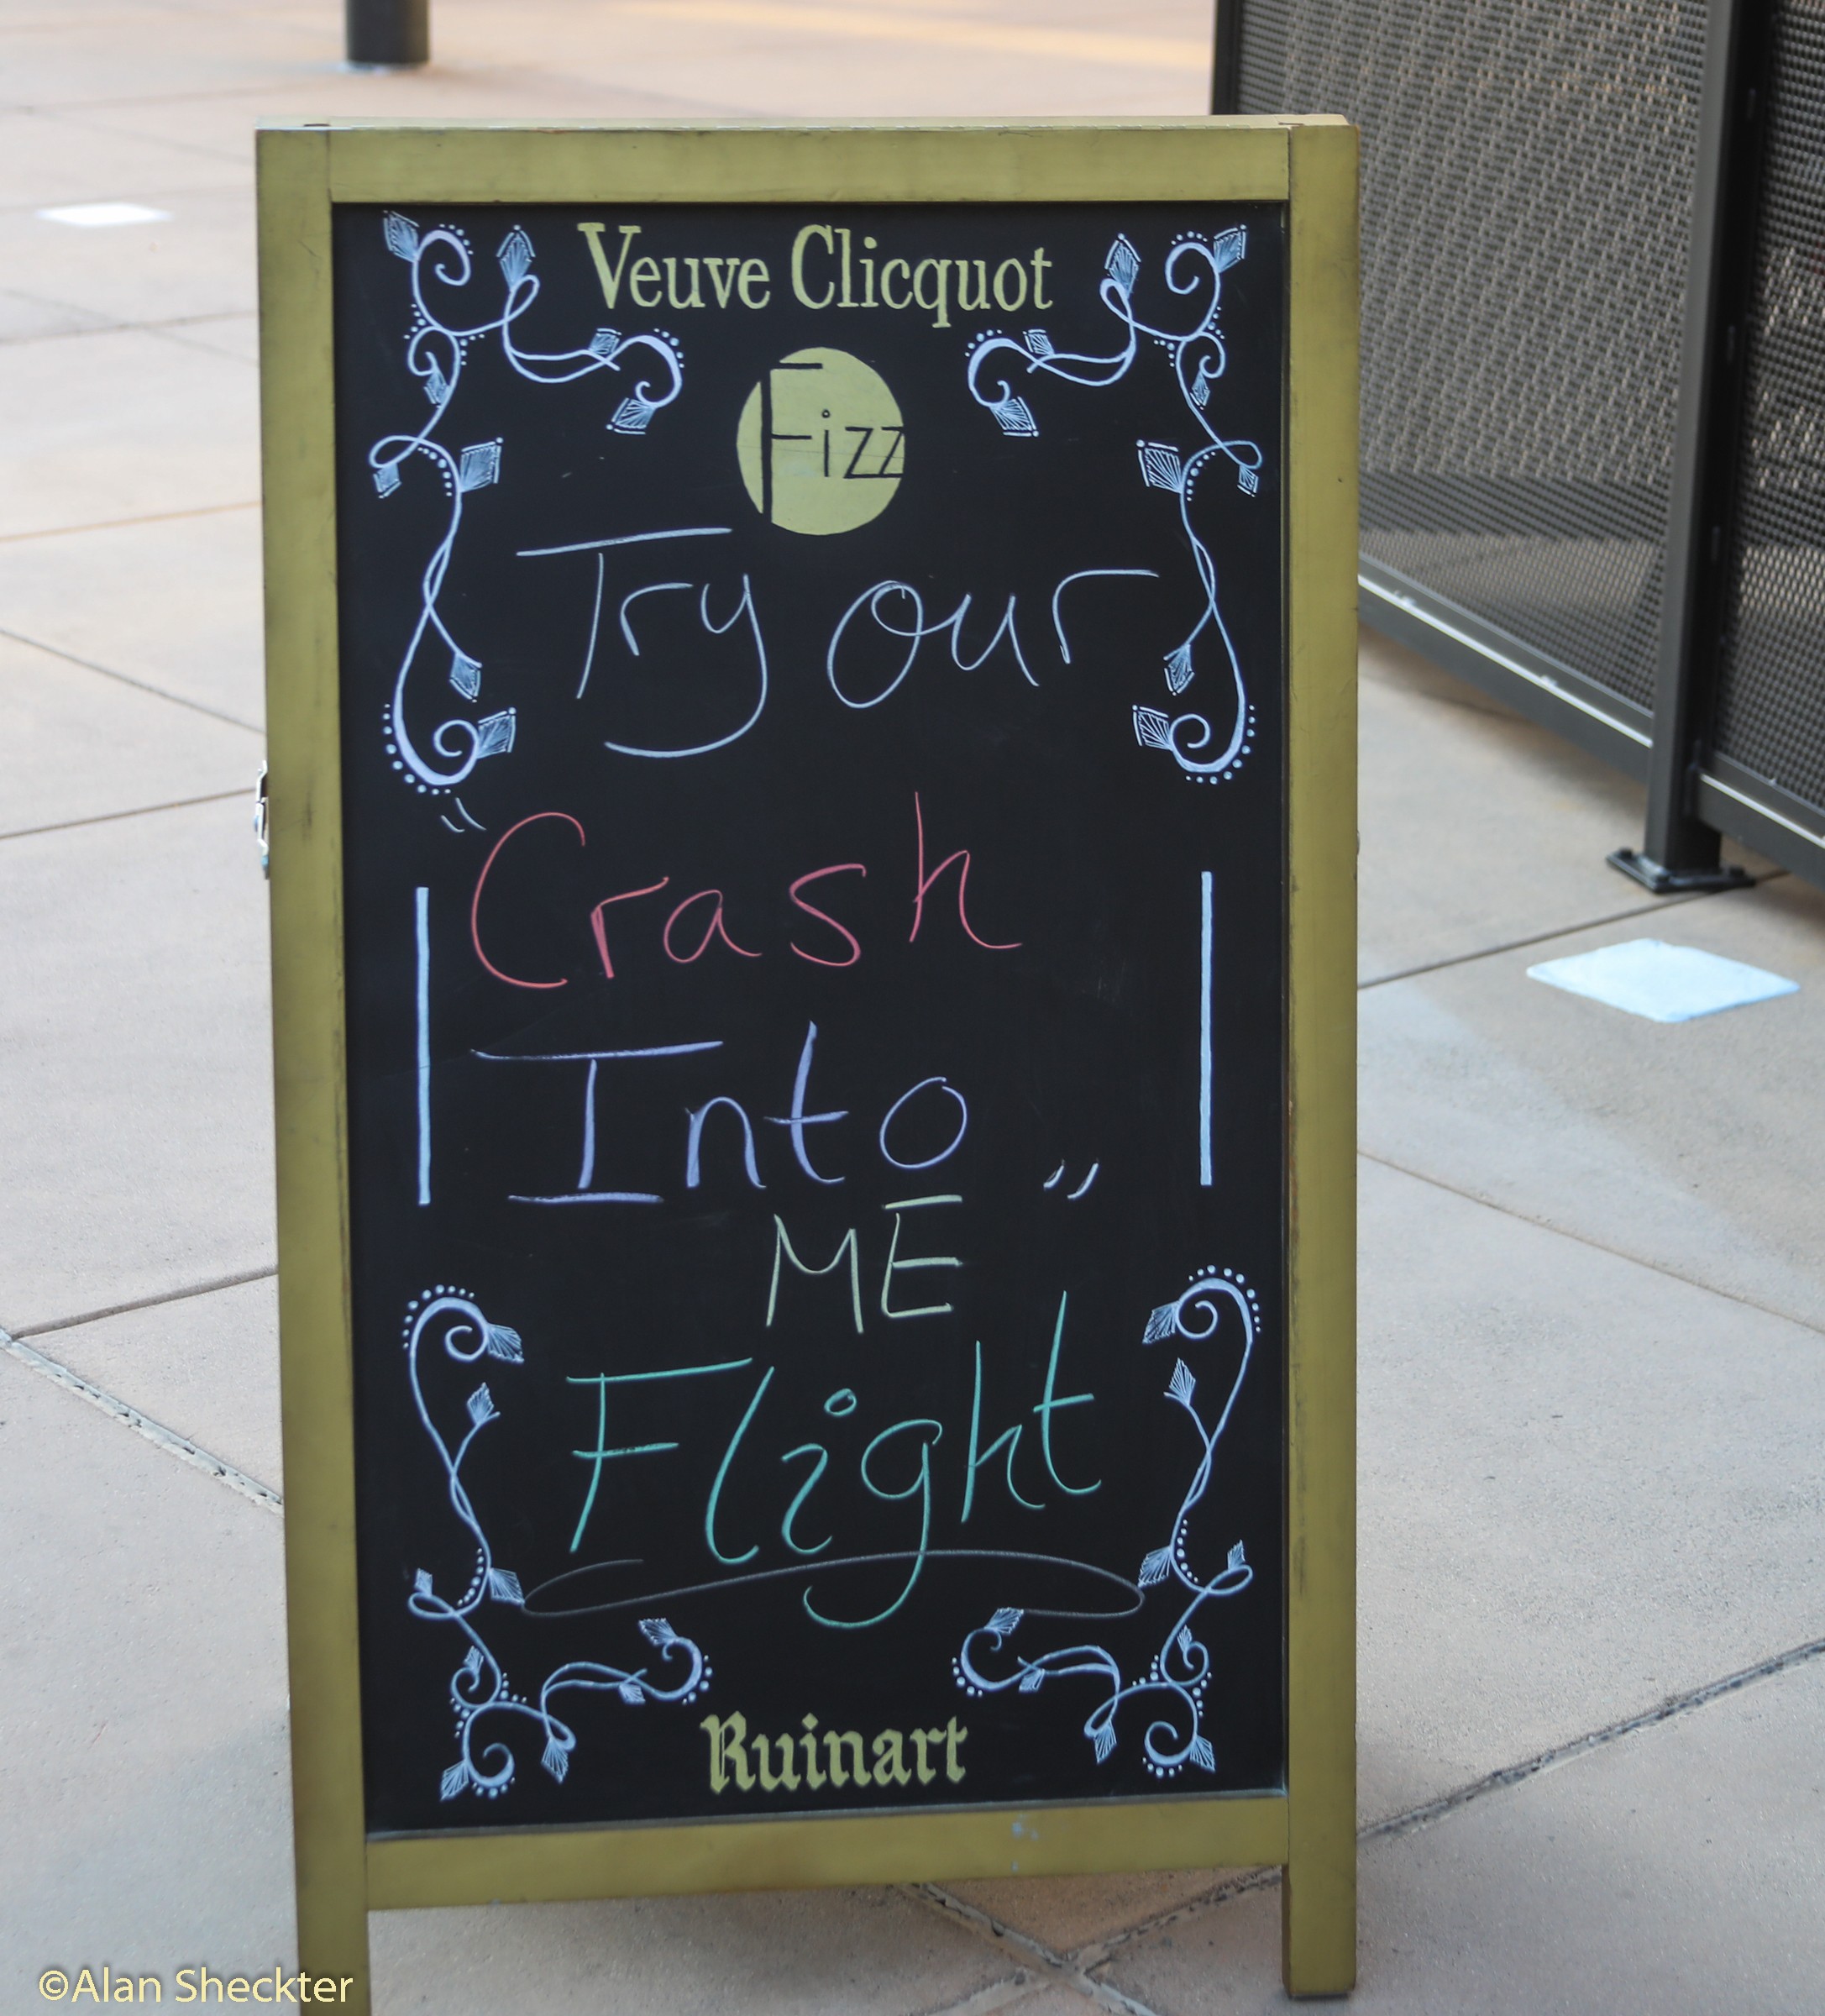 Veuve Clicquot
Fizz
Try our
"Crash
Into"
ME
Flight
Ruinart
©Alan Sheckter